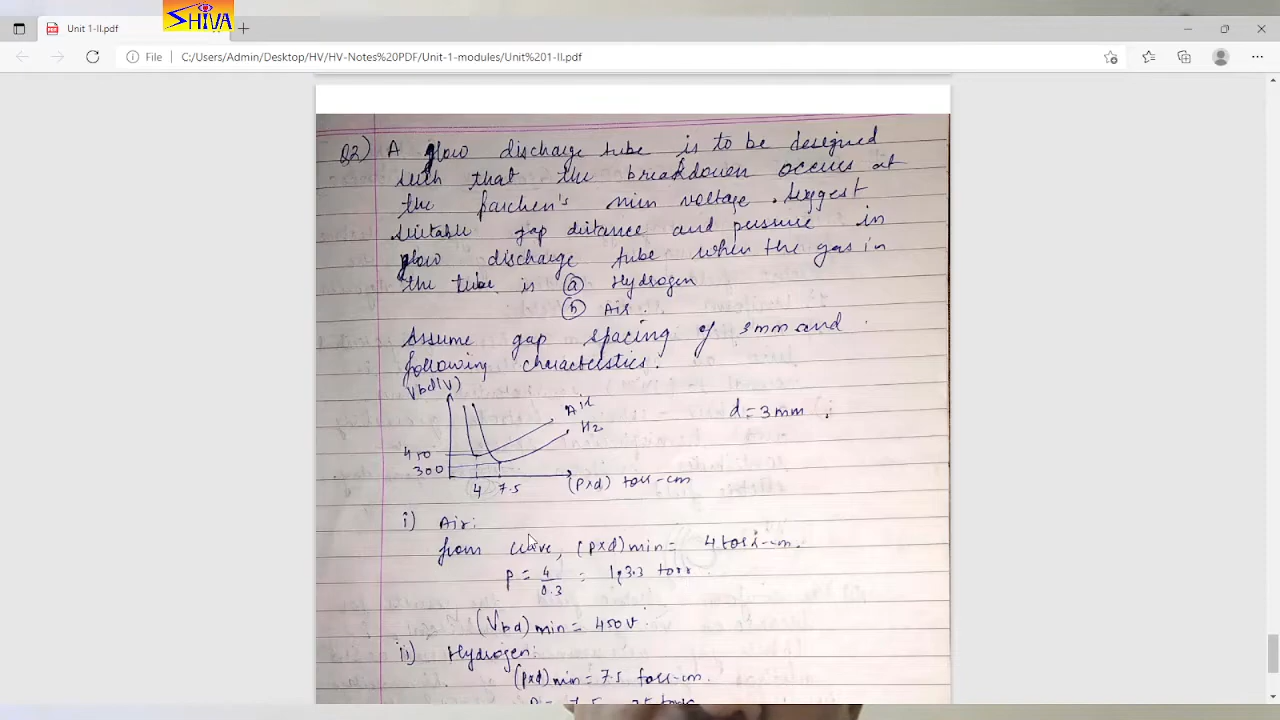 SHIVA
Unit 1-II.pdf
File C:/Users/Admin/Desktop/HV/HV-Notes%20PDF/Unit-1-modules/Unit%201-II.pdf
Q2) A glow discharge tube is to be designed
such that the breakdown occurs at
the Paschen's min voltage. Suggest
suitable gap distance and pressure in
glow discharge tube when the gas in
the tube is (a) Hydrogen
(b) Air.
Assume gap spacing of 3mm and
following characteristics.
Vbd(V)
Air
H2
d = 3mm ;
450
300
4 7.5 (P×d) torr-cm
i) Air:
from curve, (p×d)min = 4 torr-cm.
P = 4/0.3 = 13.3 torr
(Vbd)min = 450V.
ii) Hydrogen:
(p×d)min = 7.5 torr-cm.